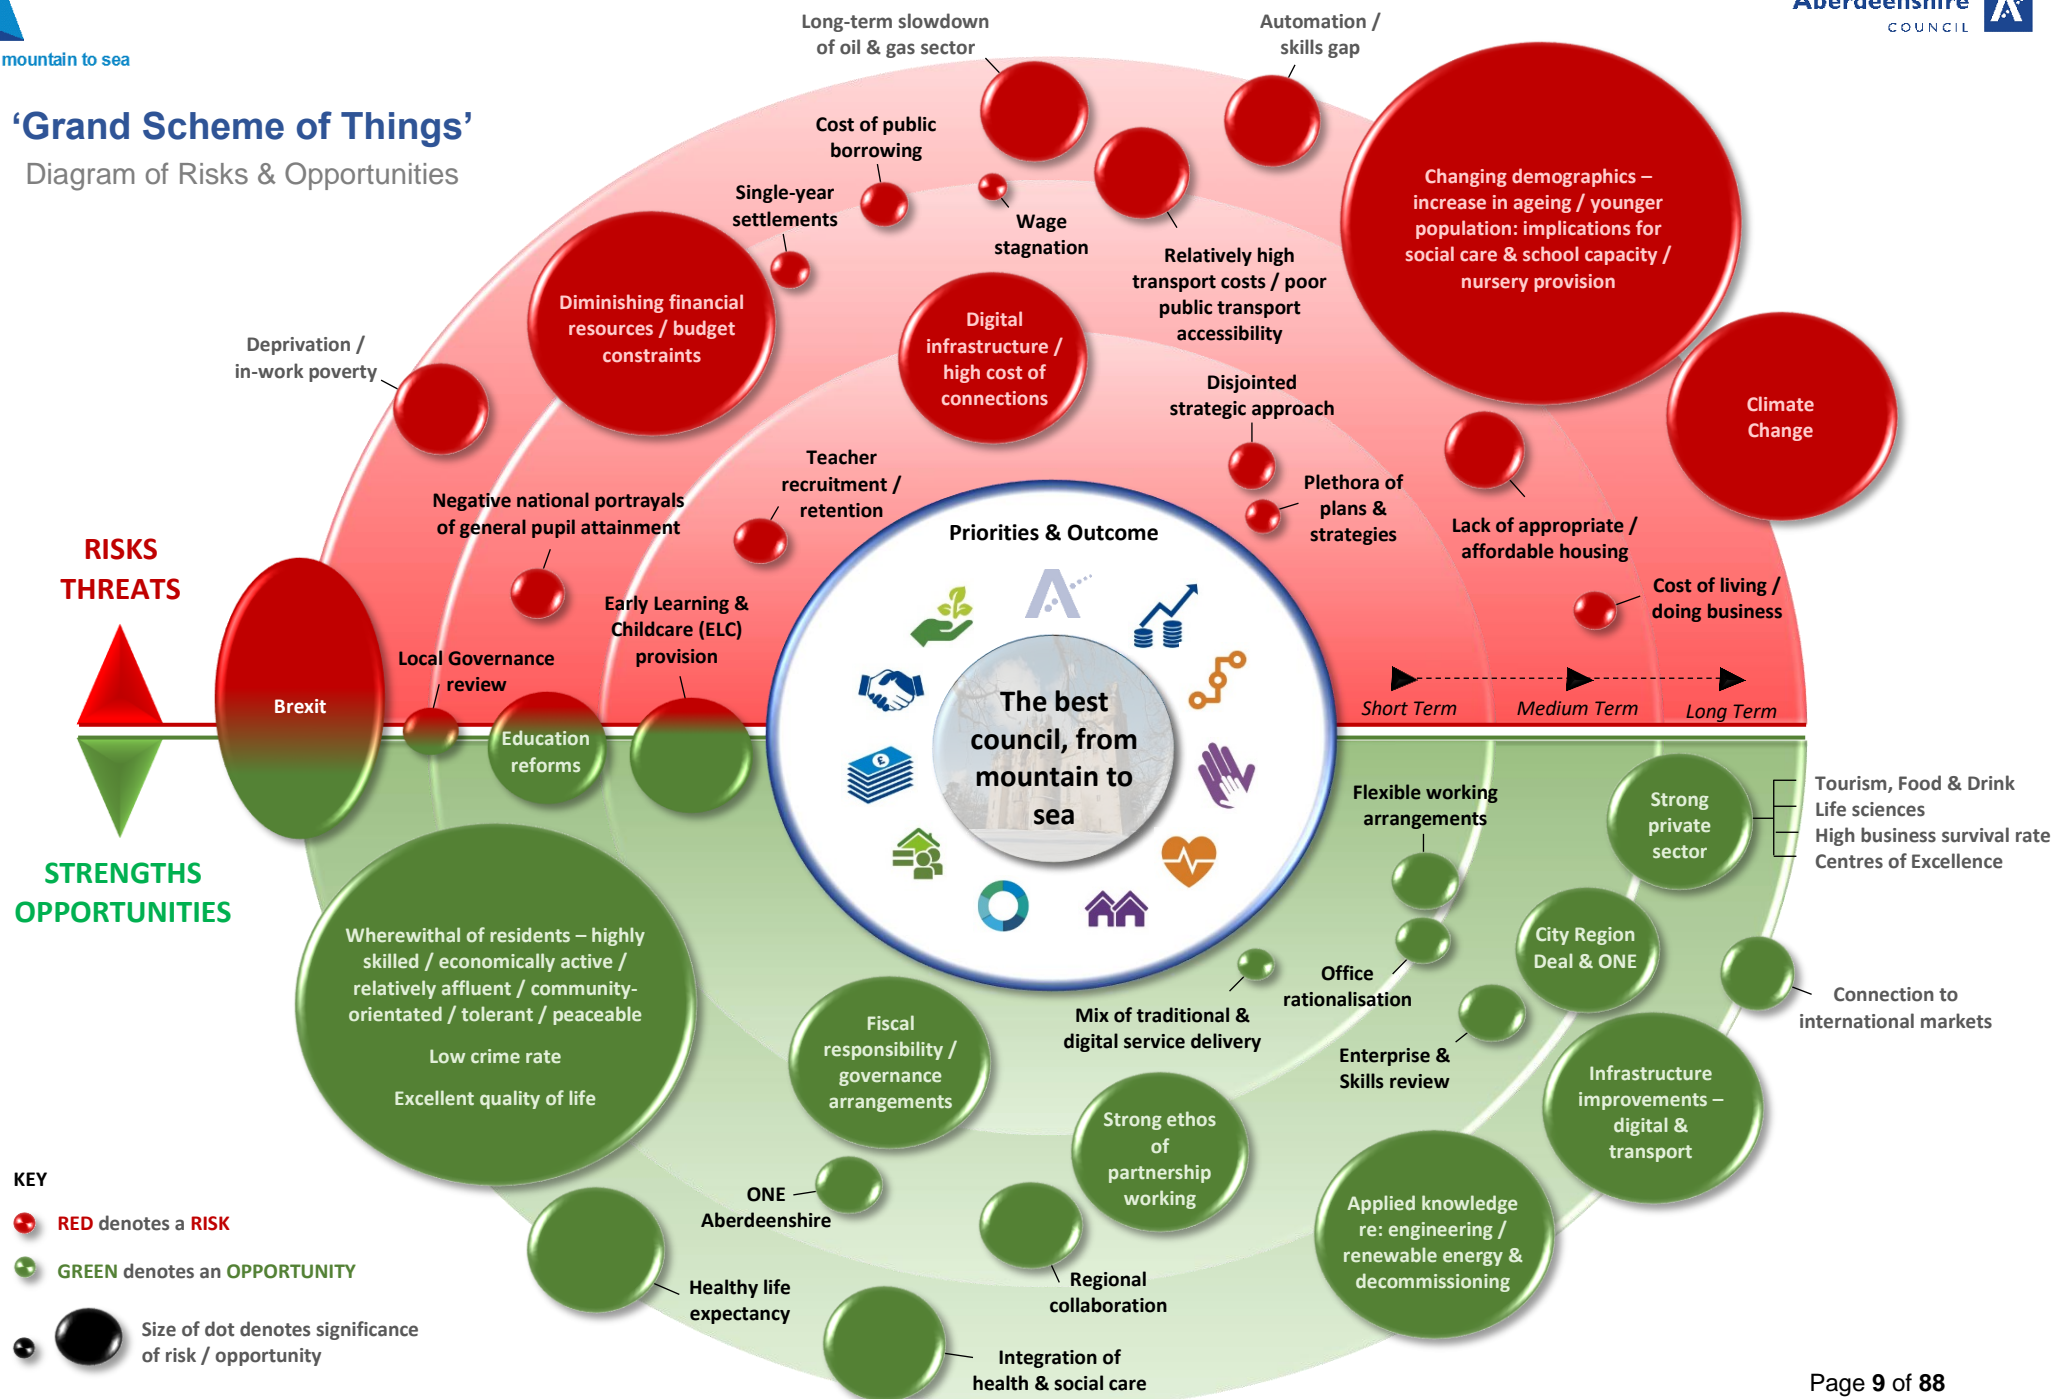 mountain to sea
Aberdeenshire
COUNCIL
‘Grand Scheme of Things’
Diagram of Risks & Opportunities
Long-term slowdown
of oil & gas sector
Automation /
skills gap
Cost of public
borrowing
Single-year
settlements
Wage
stagnation
Relatively high
transport costs / poor
public transport
accessibility
Changing demographics –
increase in ageing / younger
population: implications for
social care & school capacity /
nursery provision
Diminishing financial
resources / budget
constraints
Digital
infrastructure /
high cost of
connections
Deprivation /
in-work poverty
Disjointed
strategic approach
Climate
Change
Teacher
recruitment /
retention
Plethora of
plans &
strategies
Negative national portrayals
of general pupil attainment
Lack of appropriate /
affordable housing
RISKS
THREATS
Early Learning &
Childcare (ELC)
provision
Cost of living /
doing business
Local Governance
review
Brexit
Education
reforms
Short Term
Medium Term
Long Term
Priorities & Outcome
The best
council, from
mountain to
sea
STRENGTHS
OPPORTUNITIES
Flexible working
arrangements
Strong
private
sector
Tourism, Food & Drink
Life sciences
High business survival rate
Centres of Excellence
Wherewithal of residents – highly
skilled / economically active /
relatively affluent / community-
orientated / tolerant / peaceable
Low crime rate
Excellent quality of life
City Region
Deal & ONE
Office
rationalisation
Connection to
international markets
Mix of traditional &
digital service delivery
Fiscal
responsibility /
governance
arrangements
Enterprise &
Skills review
Infrastructure
improvements –
digital &
transport
Strong ethos
of
partnership
working
ONE
Aberdeenshire
Applied knowledge
re: engineering /
renewable energy &
decommissioning
Healthy life
expectancy
Regional
collaboration
Integration of
health & social care
KEY
RED denotes a RISK
GREEN denotes an OPPORTUNITY
Size of dot denotes significance
of risk / opportunity
Page 9 of 88